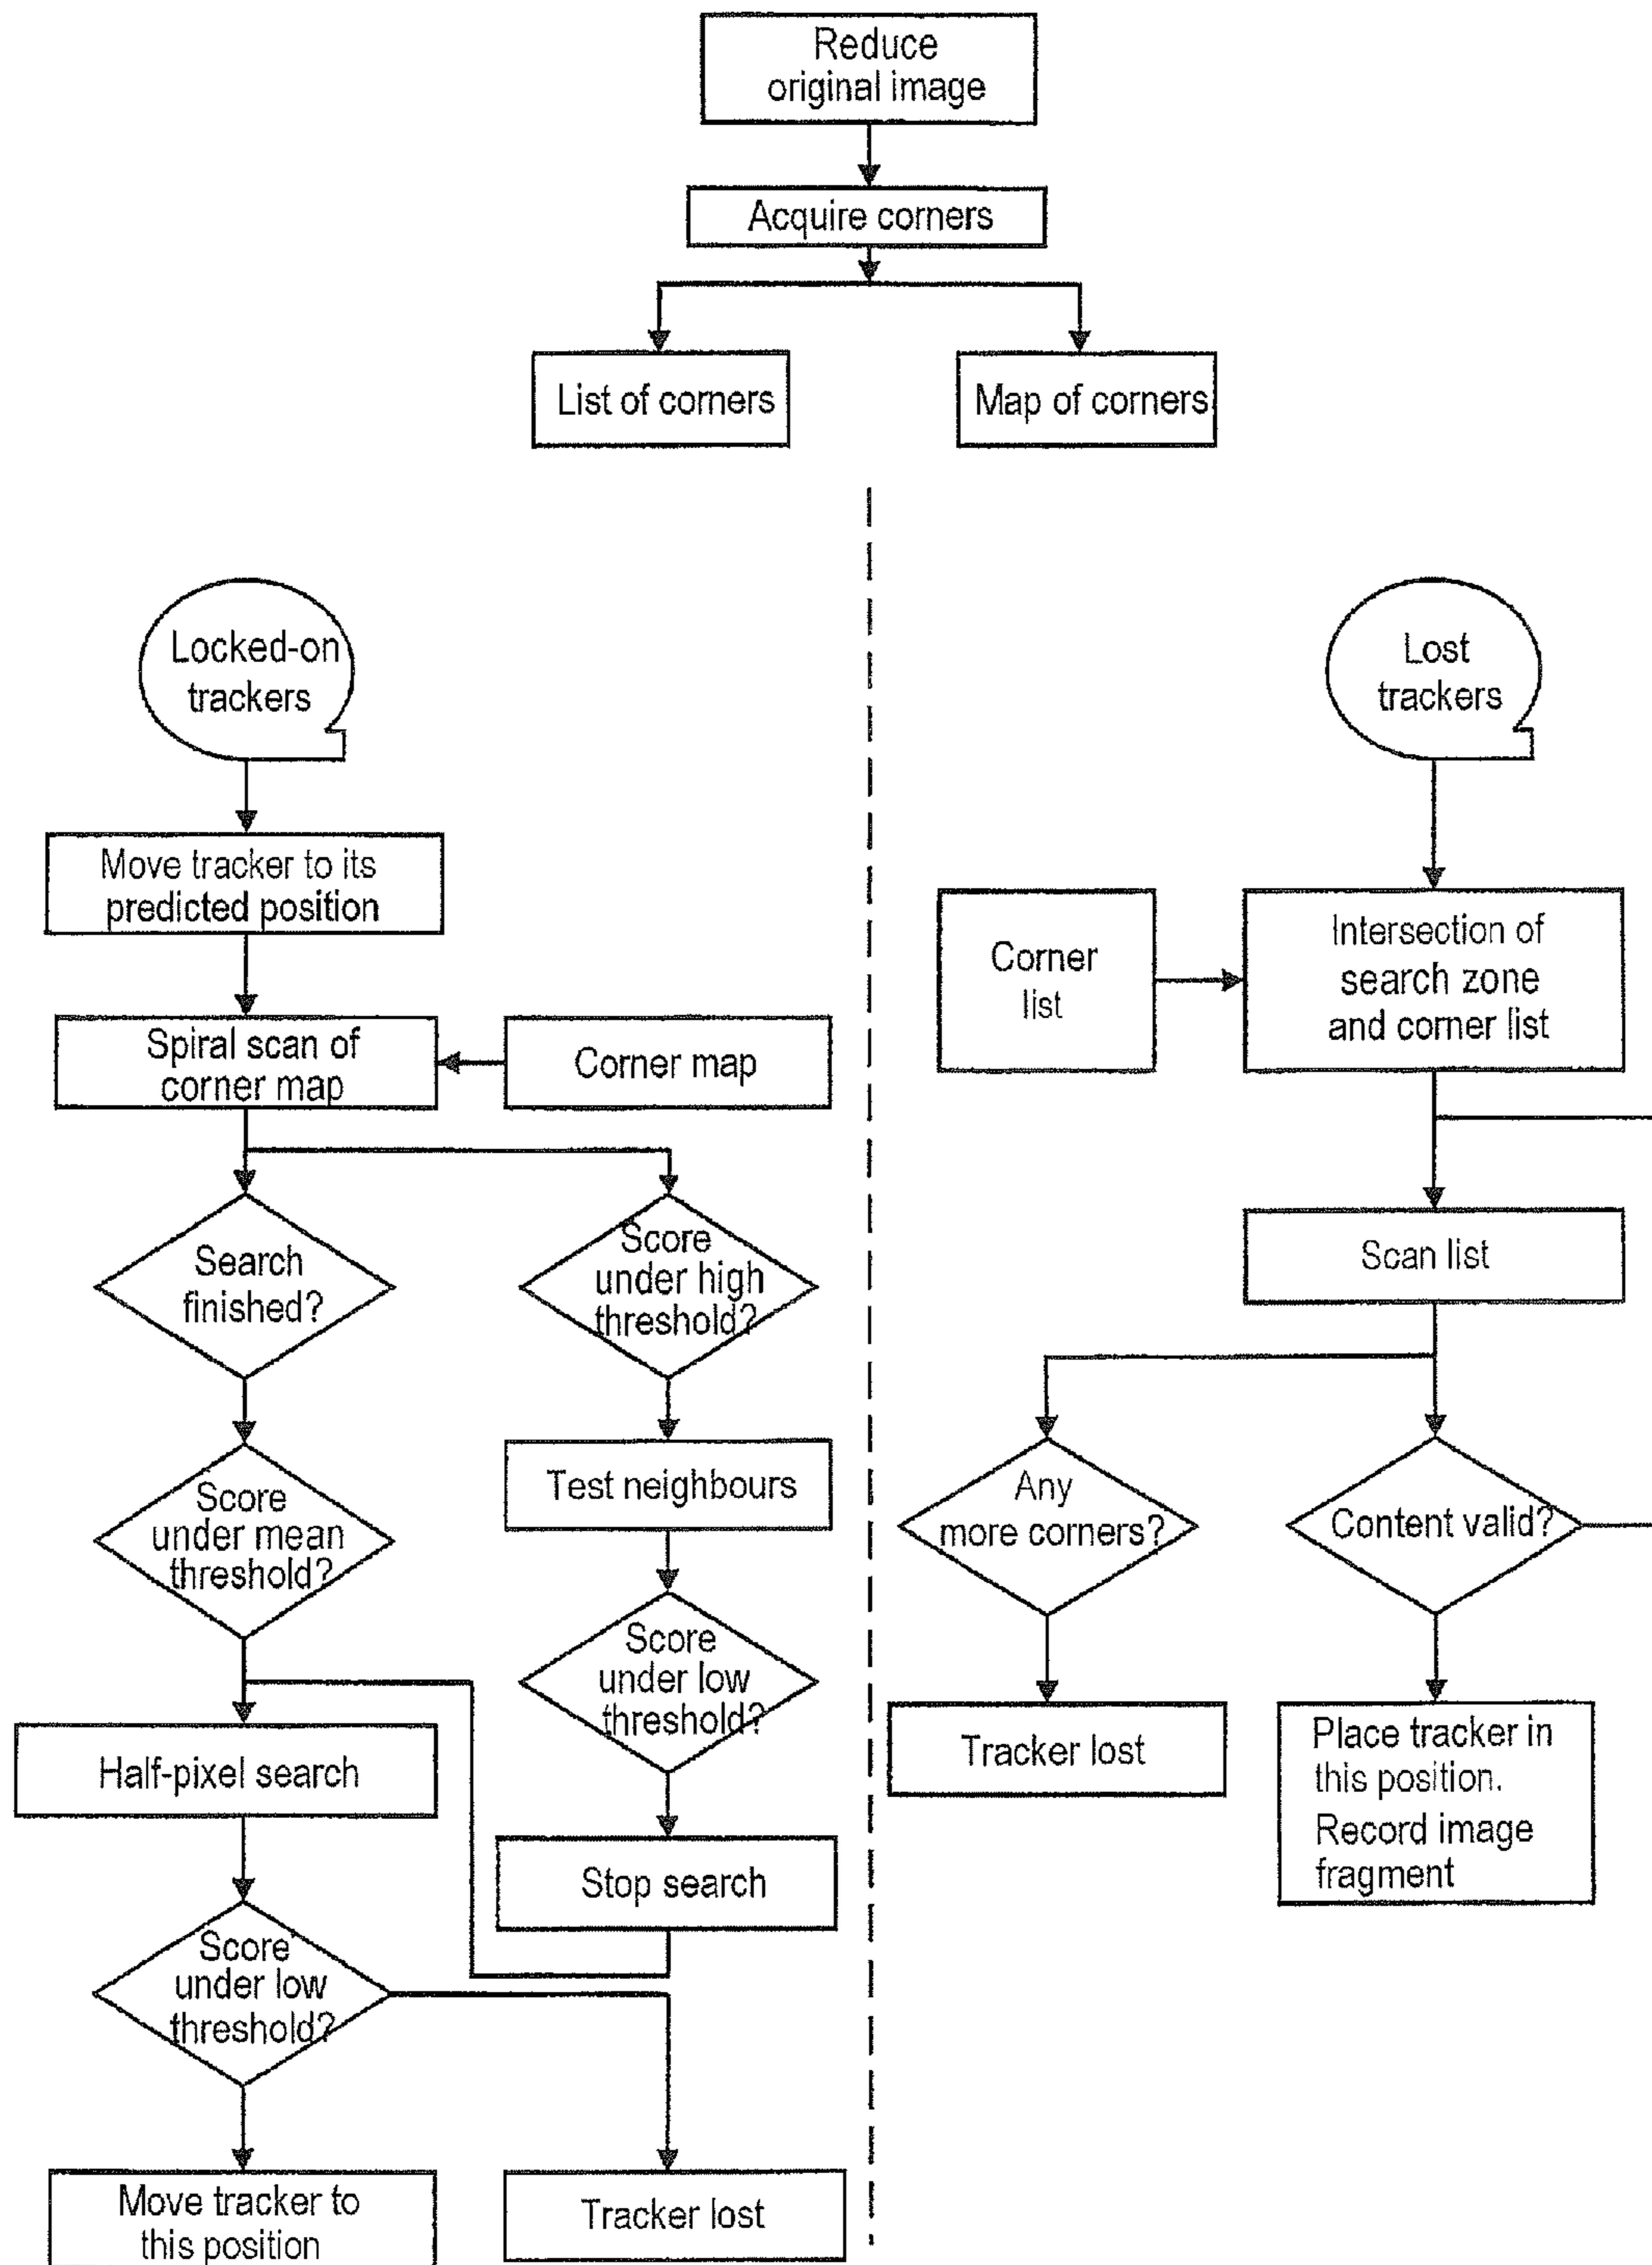 Reduce
original image
Acquire corners
List of corners
Map of corners
Locked-on
trackers
Move tracker to its
predicted position
Spiral scan of
corner map
Corner map
Search
finished?
Score
under high
threshold?
Score
under mean
threshold?
Test neighbours
Score
under low
threshold?
Half-pixel search
Stop search
Score
under low
threshold?
Move tracker to
this position
Tracker lost
Lost
trackers
Corner
list
Intersection of
search zone
and corner list
Scan list
Any
more corners?
Content valid?
Tracker lost
Place tracker in
this position.
Record image
fragment